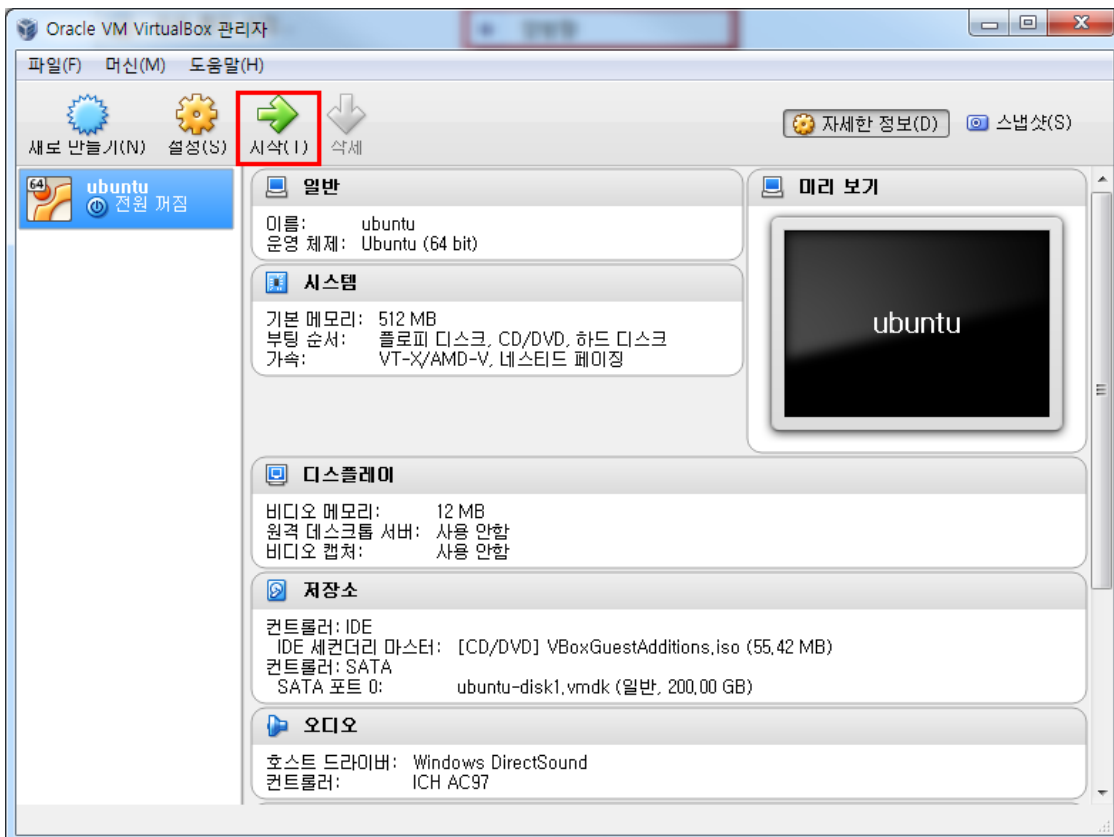 Oracle VM VirtualBox 관리자
파일(F) 머신(M) 도움말(H)
새로 만들기(N) 설정(S) 시작(T) 삭제 자세한 정보(D) 스냅샷(S)
64 ubuntu
전원 꺼짐
일반
이름: ubuntu
운영 체제: Ubuntu (64 bit)
시스템
기본 메모리: 512 MB
부팅 순서: 플로피 디스크, CD/DVD, 하드 디스크
가속: VT-X/AMD-V, 네스티드 페이징
미리 보기
ubuntu
디스플레이
비디오 메모리: 12 MB
원격 데스크톱 서버: 사용 안함
비디오 캡처: 사용 안함
저장소
컨트롤러: IDE
IDE 세컨더리 마스터: [CD/DVD] VBoxGuestAdditions.iso (55.42 MB)
컨트롤러: SATA
SATA 포트 0: ubuntu-disk1.vmdk (일반, 200.00 GB)
오디오
호스트 드라이버: Windows DirectSound
컨트롤러: ICH AC97